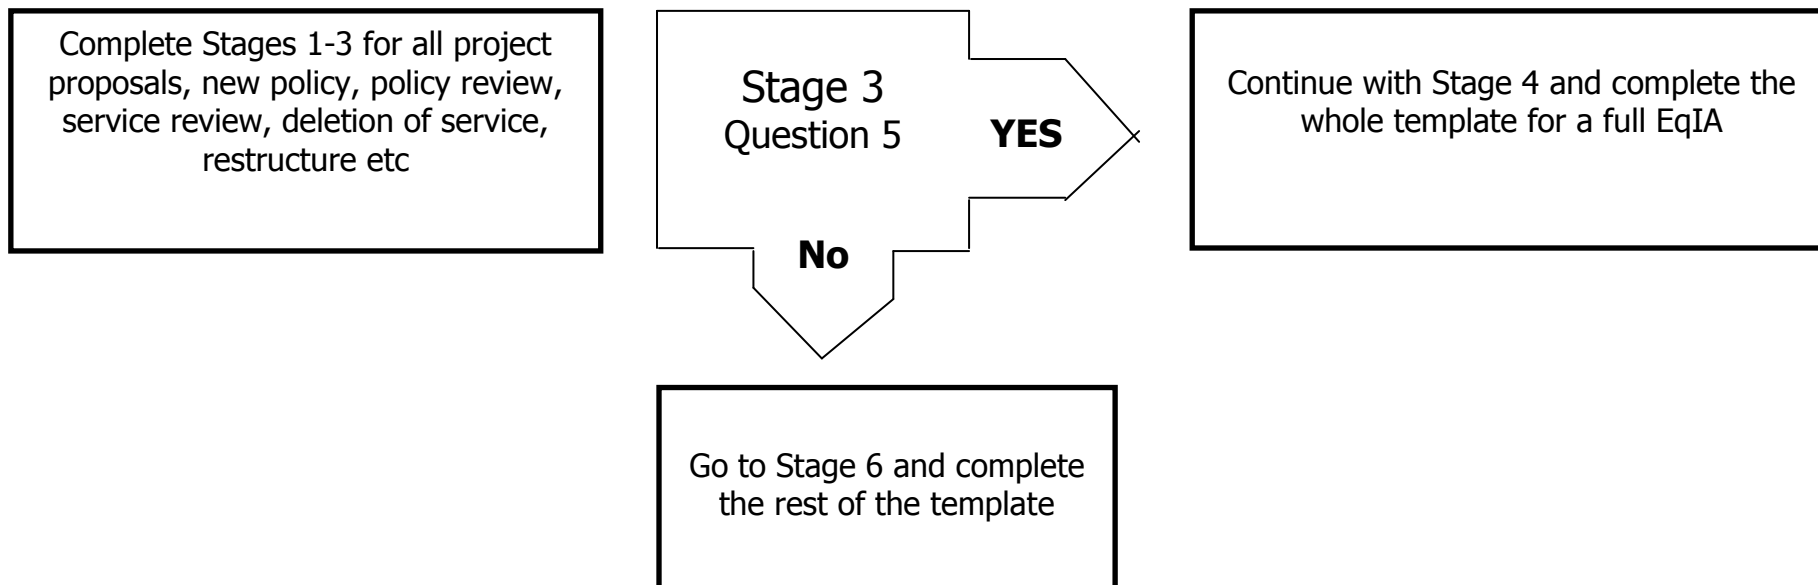 Complete Stages 1-3 for all project
proposals, new policy, policy review,
service review, deletion of service,
restructure etc
Stage 3
Question 5
YES
No
Continue with Stage 4 and complete the
whole template for a full EqIA
Go to Stage 6 and complete
the rest of the template